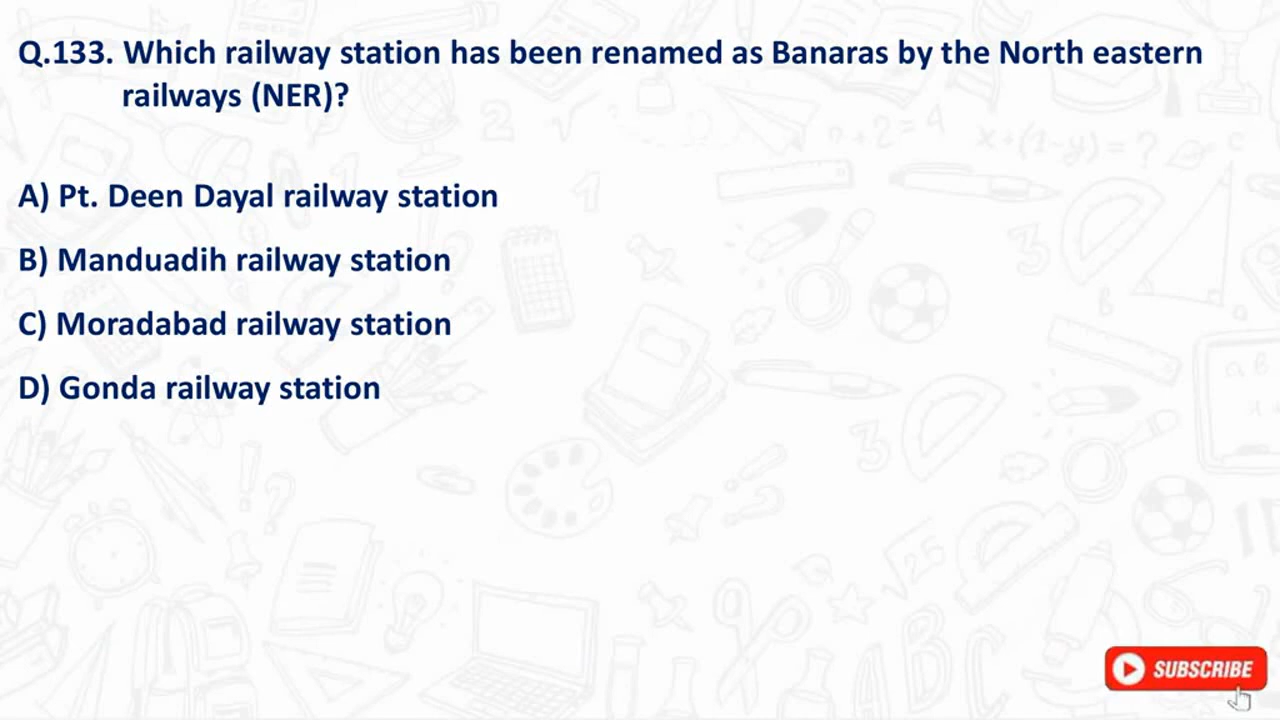 Q.133. Which railway station has been renamed as Banaras by the North eastern
railways (NER)?
A) Pt. Deen Dayal railway station
B) Manduadih railway station
C) Moradabad railway station
D) Gonda railway station
SUBSCRIBE